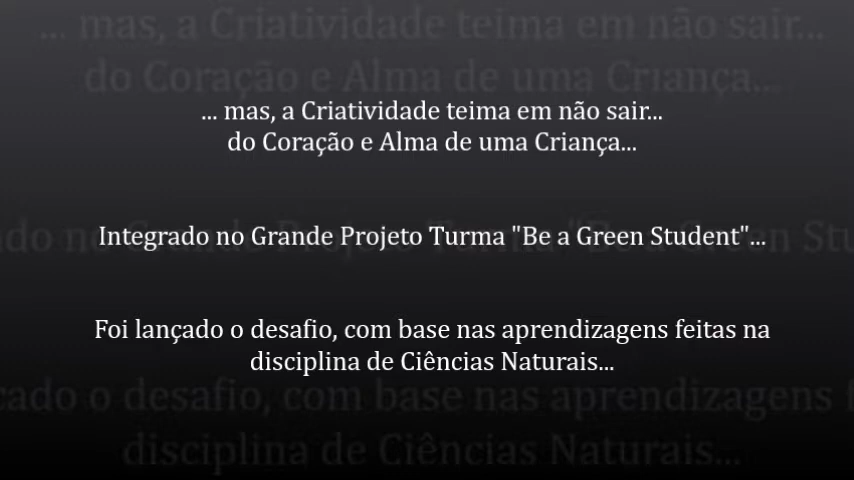 ... mas, a Criatividade teima em não sair...
do Coração e Alma de uma Criança...
Integrado no Grande Projeto Turma "Be a Green Student"...
Foi lançado o desafio, com base nas aprendizagens feitas na
disciplina de Ciências Naturais...